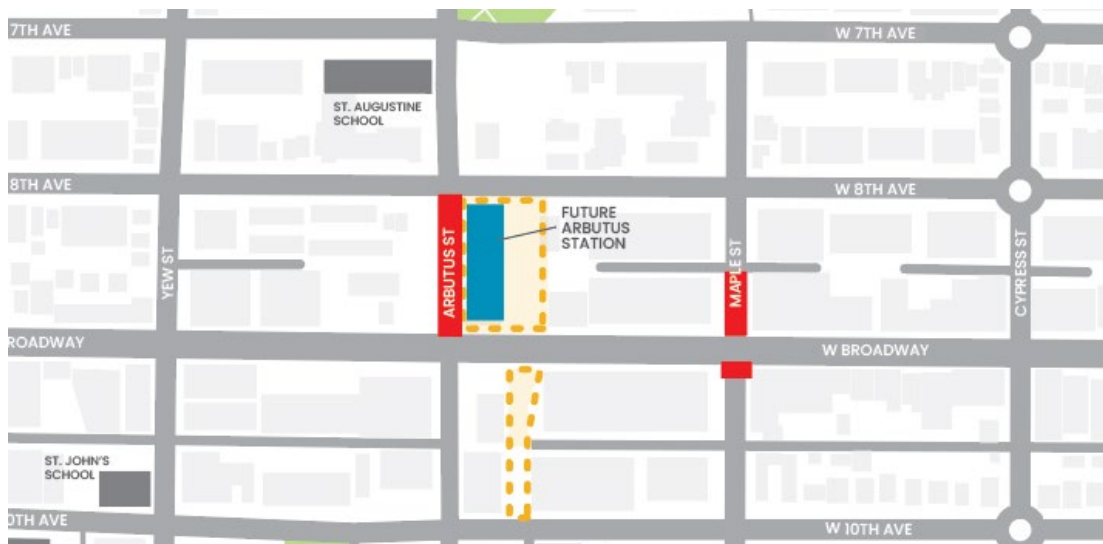 7TH AVE
W 7TH AVE
ST. AUGUSTINE
SCHOOL
8TH AVE
W 8TH AVE
YEW ST
ARBUTUS ST
FUTURE
ARBUTUS
STATION
MAPLE ST
CYPRESS ST
ROADWAY
W BROADWAY
ST. JOHN'S
SCHOOL
0TH AVE
W 10TH AVE